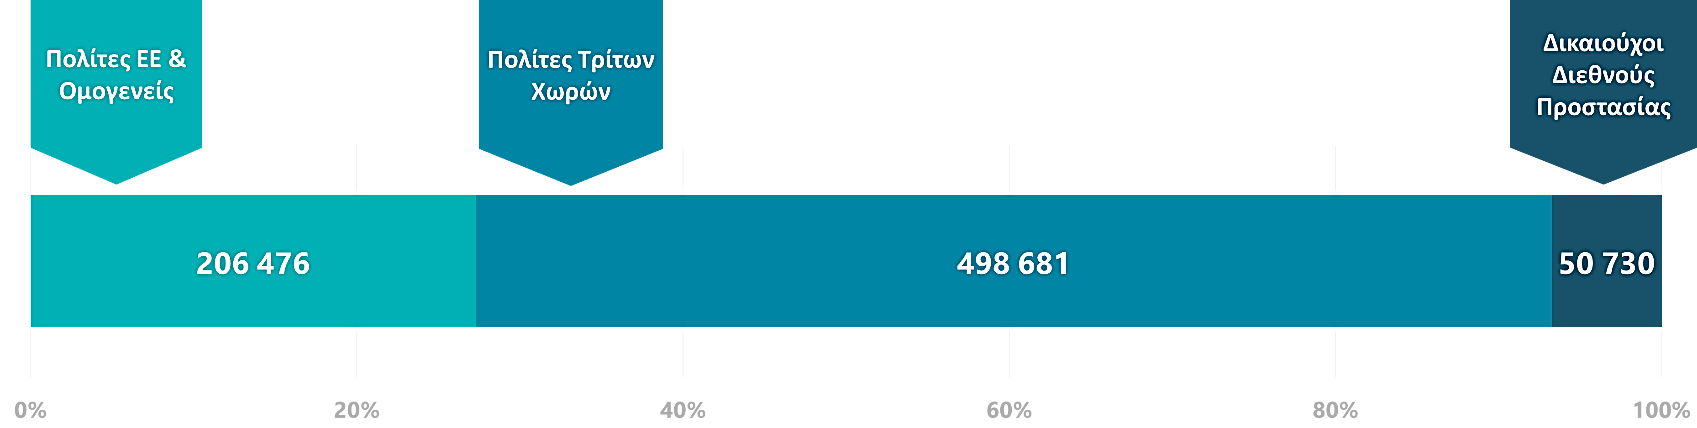 Πολίτες ΕΕ &
Ομογενείς
Πολίτες Τρίτων
Χωρών
Δικαιούχοι
Διεθνούς
Προστασίας
206 476
498 681
50 730
0%
20%
40%
60%
80%
100%